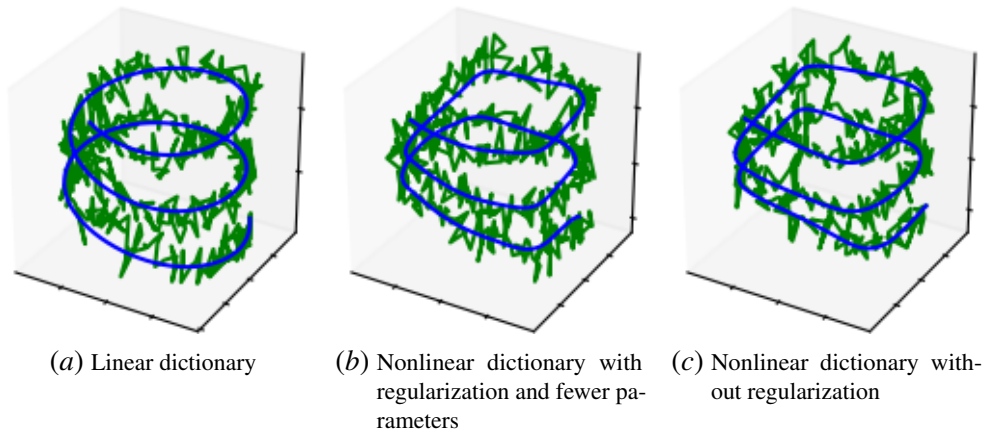 (a) Linear dictionary
(b) Nonlinear dictionary with
regularization and fewer pa-
rameters
(c) Nonlinear dictionary with-
out regularization